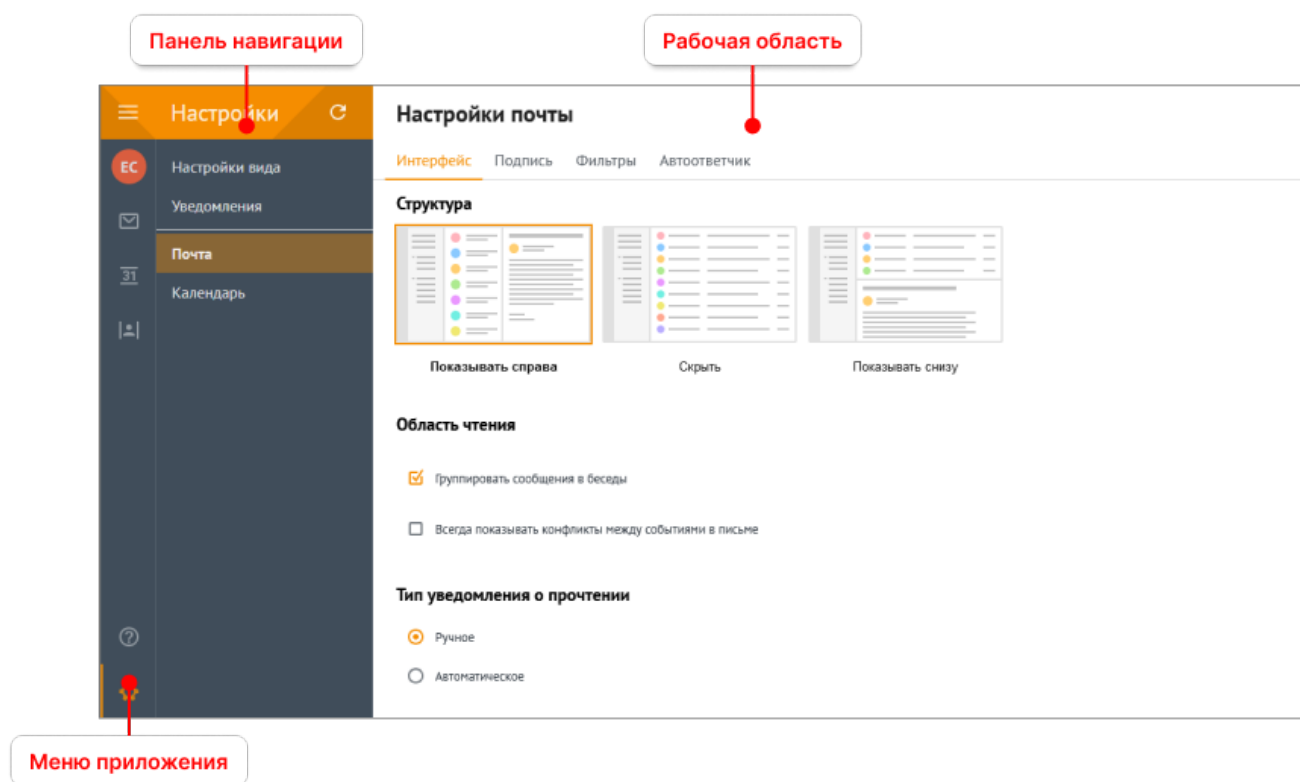 Панель навигации
Рабочая область
Настройки
Настройки почты
EC
Настройки вида
Интерфейс Подпись Фильтры Автоответчик
Уведомления
Структура
Почта
31
Календарь
Показывать справа
Скрыть
Показывать снизу
Область чтения
Группировать сообщения в беседы
Всегда показывать конфликты между событиями в письме
Тип уведомления о прочтении
Ручное
Автоматическое
Меню приложения